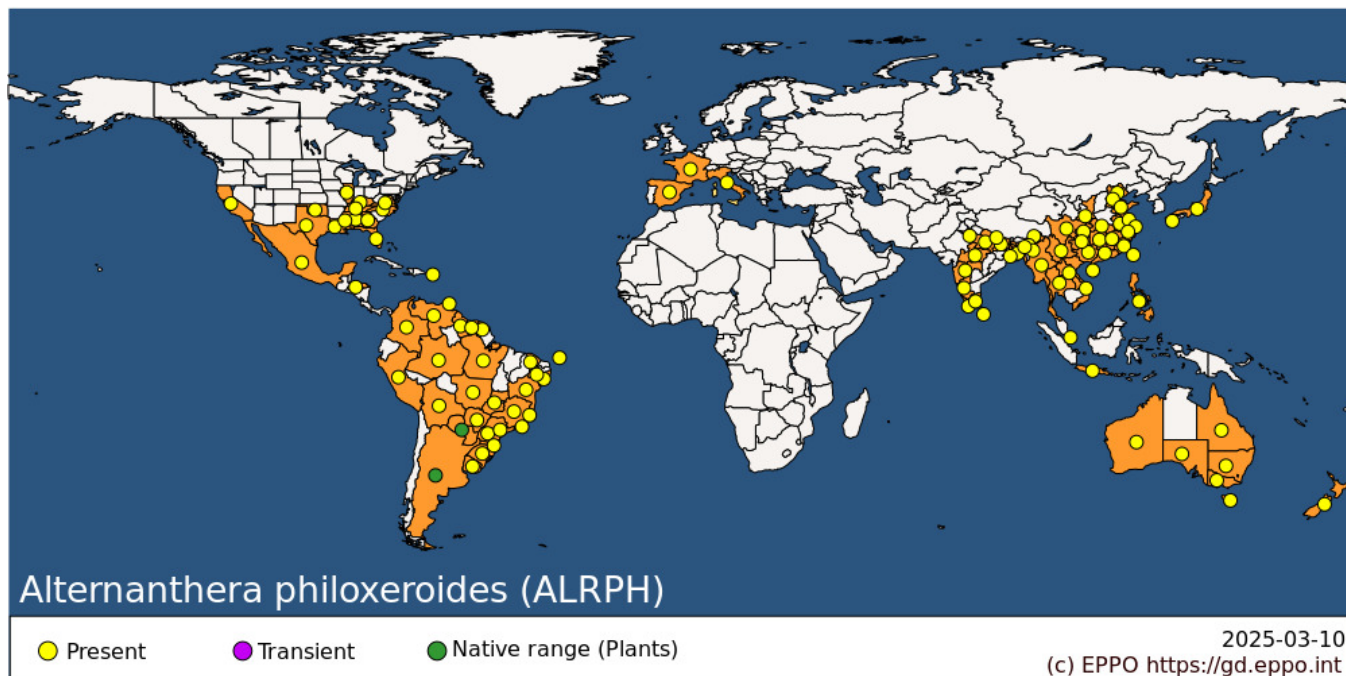 Alternanthera philoxeroides (ALRPH)
Present
Transient
Native range (Plants)
2025-03-10
(c) EPPO https://gd.eppo.int